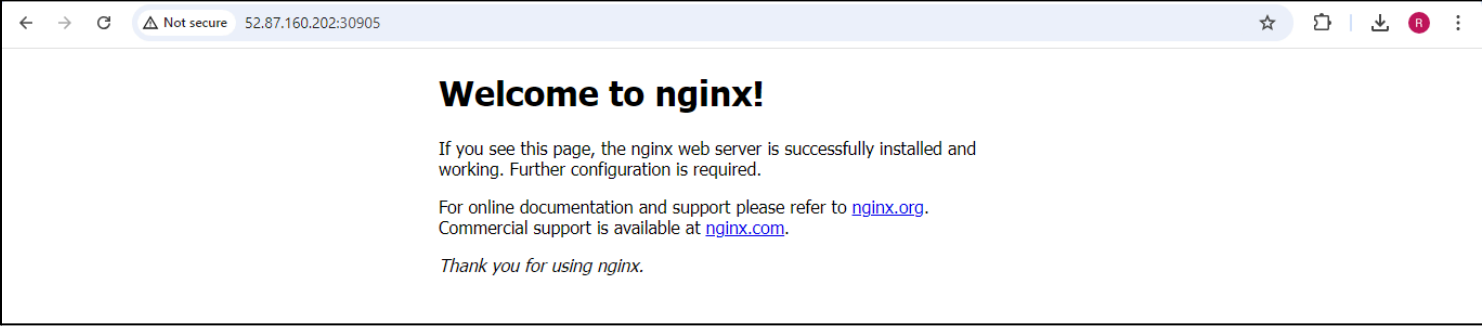 Not secure 52.87.160.202:30905
R
Welcome to nginx!
If you see this page, the nginx web server is successfully installed and
working. Further configuration is required.
For online documentation and support please refer to nginx.org.
Commercial support is available at nginx.com.
Thank you for using nginx.